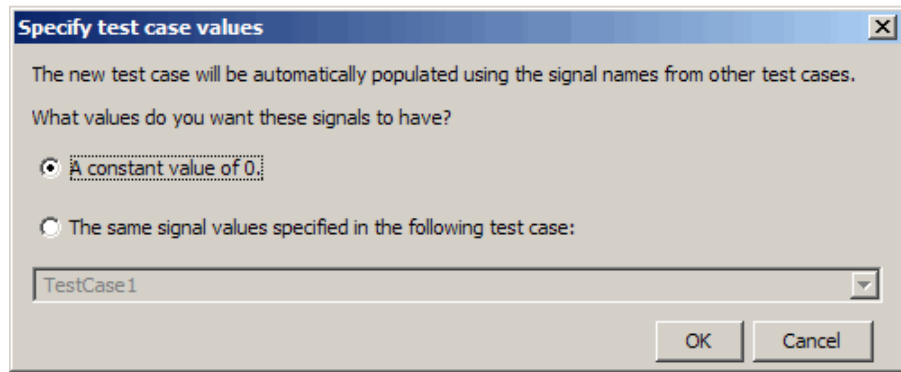 Specify test case values
The new test case will be automatically populated using the signal names from other test cases.
What values do you want these signals to have?
A constant value of 0.
The same signal values specified in the following test case:
TestCase1
OK Cancel